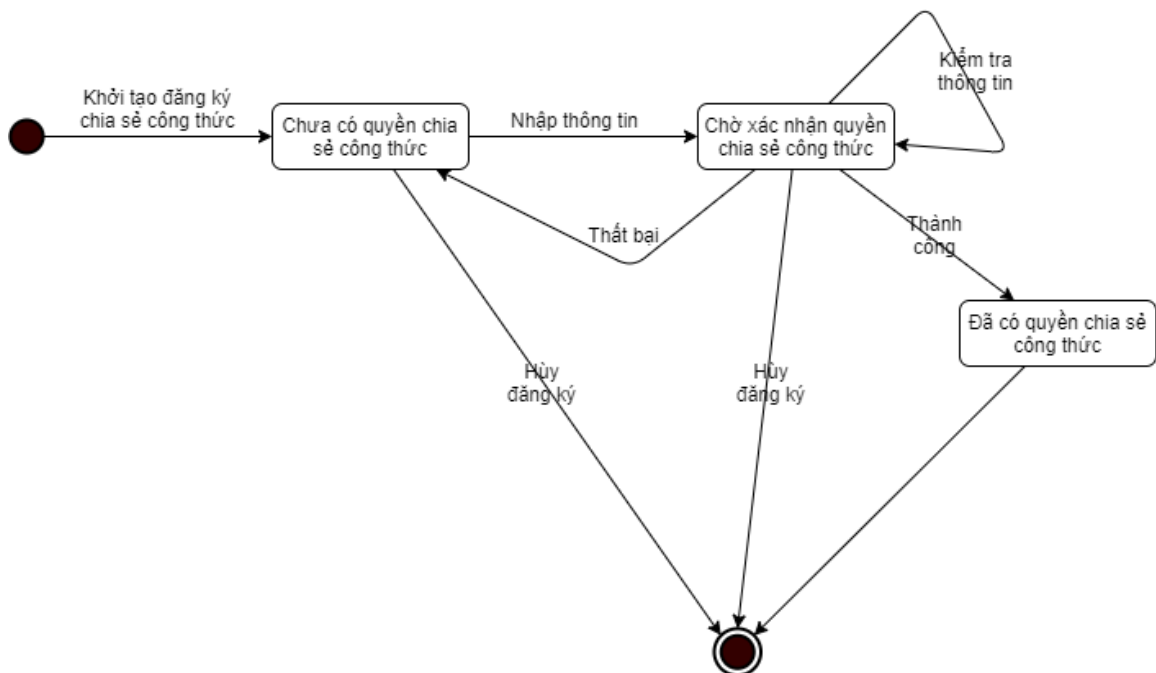 Khởi tạo đăng ký
chia sẻ công thức
Chưa có quyền chia
sẻ công thức
Nhập thông tin
Chờ xác nhận quyền
chia sẻ công thức
Kiểm tra
thông tin
Thất bại
Thành
công
Đã có quyền chia sẻ
công thức
Hủy
đăng ký
Hủy
đăng ký